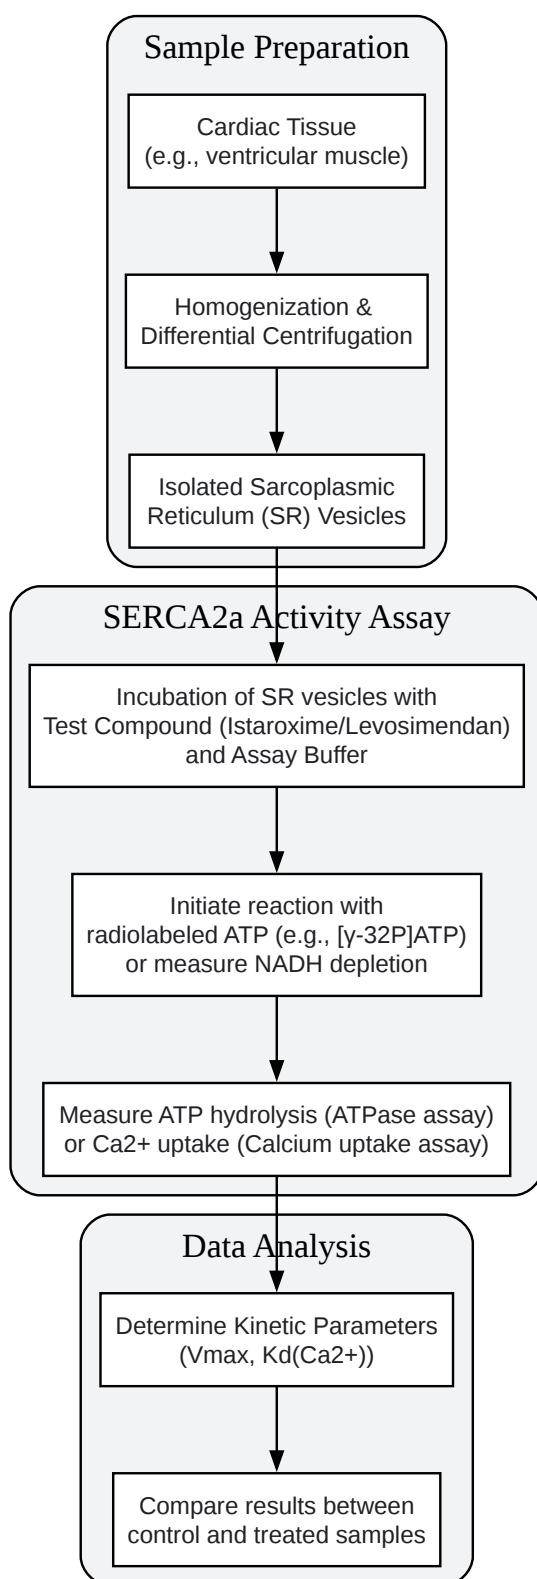 Sample Preparation
Cardiac Tissue
(e.g., ventricular muscle)
Homogenization &
Differential Centrifugation
Isolated Sarcoplasmic
Reticulum (SR) Vesicles
SERCA2a Activity Assay
Incubation of SR vesicles with
Test Compound (Istaroxime/Levosimendan)
and Assay Buffer
Initiate reaction with
radiolabeled ATP (e.g., [γ-32P]ATP)
or measure NADH depletion
Measure ATP hydrolysis (ATPase assay)
or Ca2+ uptake (Calcium uptake assay)
Data Analysis
Determine Kinetic Parameters
(Vmax, Kd(Ca2+))
Compare results between
control and treated samples